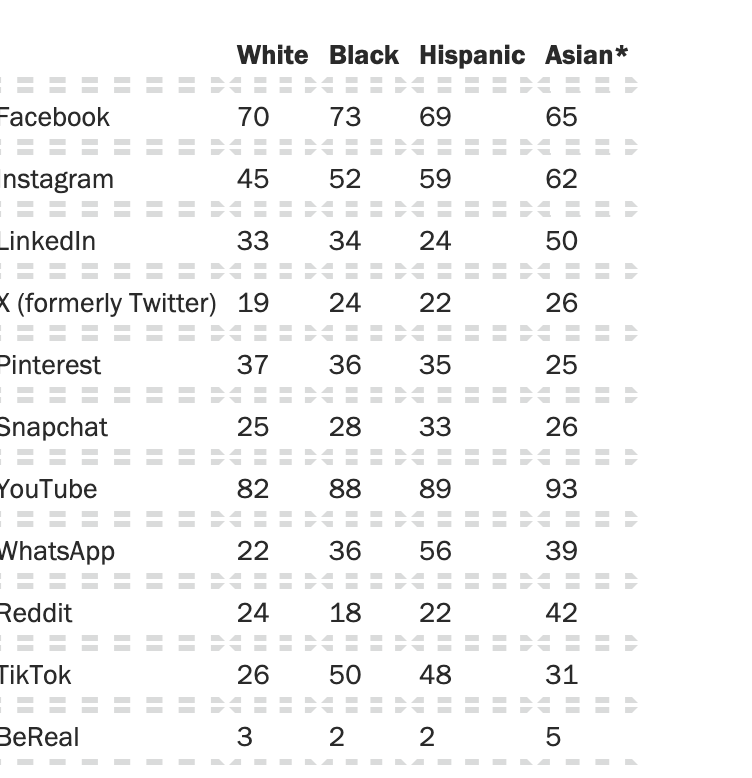 White Black Hispanic Asian*
Facebook 70 73 69 65
Instagram 45 52 59 62
LinkedIn 33 34 24 50
X (formerly Twitter) 19 24 22 26
Pinterest 37 36 35 25
Snapchat 25 28 33 26
YouTube 82 88 89 93
WhatsApp 22 36 56 39
Reddit 24 18 22 42
TikTok 26 50 48 31
BeReal 3 2 2 5